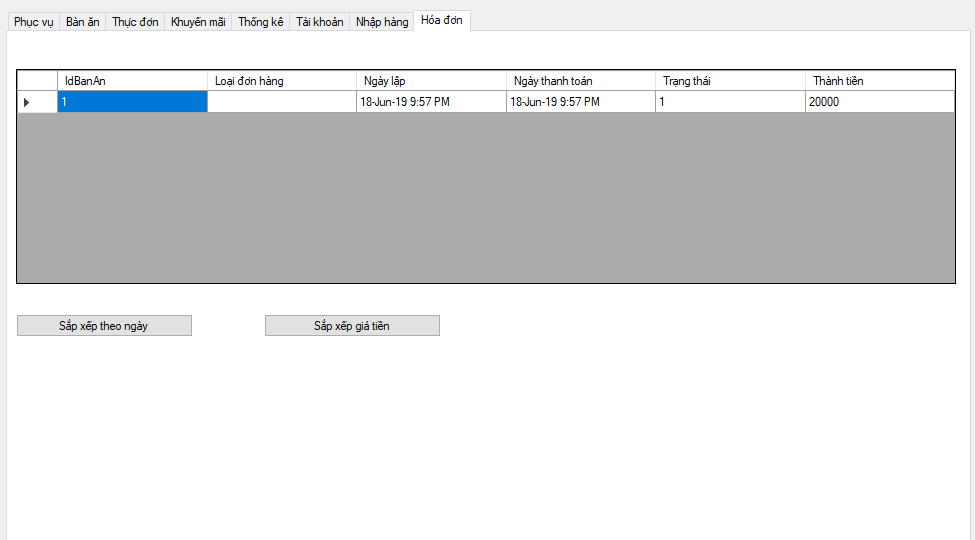 Phục vụ Bàn ăn Thực đơn Khuyến mãi Thống kê Tài khoản Nhập hàng Hóa đơn
IdBanAn Loại đơn hàng Ngày lập Ngày thanh toán Trạng thái Thành tiền
1 18-Jun-19 9:57 PM 18-Jun-19 9:57 PM 1 20000
Sắp xếp theo ngày Sắp xếp giá tiền